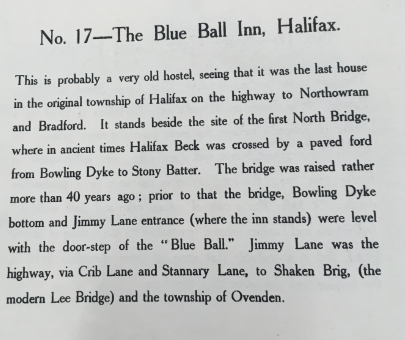 No. 17—The Blue Ball Inn, Halifax.
This is probably a very old hostel, seeing that it was the last house
in the original township of Halifax on the highway to Northowram
and Bradford. It stands beside the site of the first North Bridge,
where in ancient times Halifax Beck was crossed by a paved ford
from Bowling Dyke to Stony Batter. The bridge was raised rather
more than 40 years ago; prior to that the bridge, Bowling Dyke
bottom and Jimmy Lane entrance (where the inn stands) were level
with the door-step of the "Blue Ball." Jimmy Lane was the
highway, via Crib Lane and Stannary Lane, to Shaken Brig, (the
modern Lee Bridge) and the township of Ovenden.